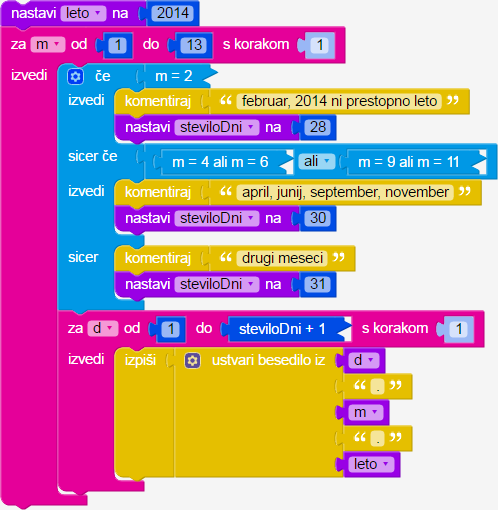 nastavi leto na 2014
za m od 1 do 13 s korakom 1
izvedi če m = 2
izvedi komentiraj “ februar, 2014 ni prestopno leto ”
nastavi steviloDni na 28
sicer če m = 4 ali m = 6 ali m = 9 ali m = 11
izvedi komentiraj “ april, junij, september, november ”
nastavi steviloDni na 30
sicer komentiraj “ drugi meseci ”
nastavi steviloDni na 31
za d od 1 do steviloDni + 1 s korakom 1
izvedi izpiši ustvari besedilo iz d
“ . ”
m
“ . ”
leto